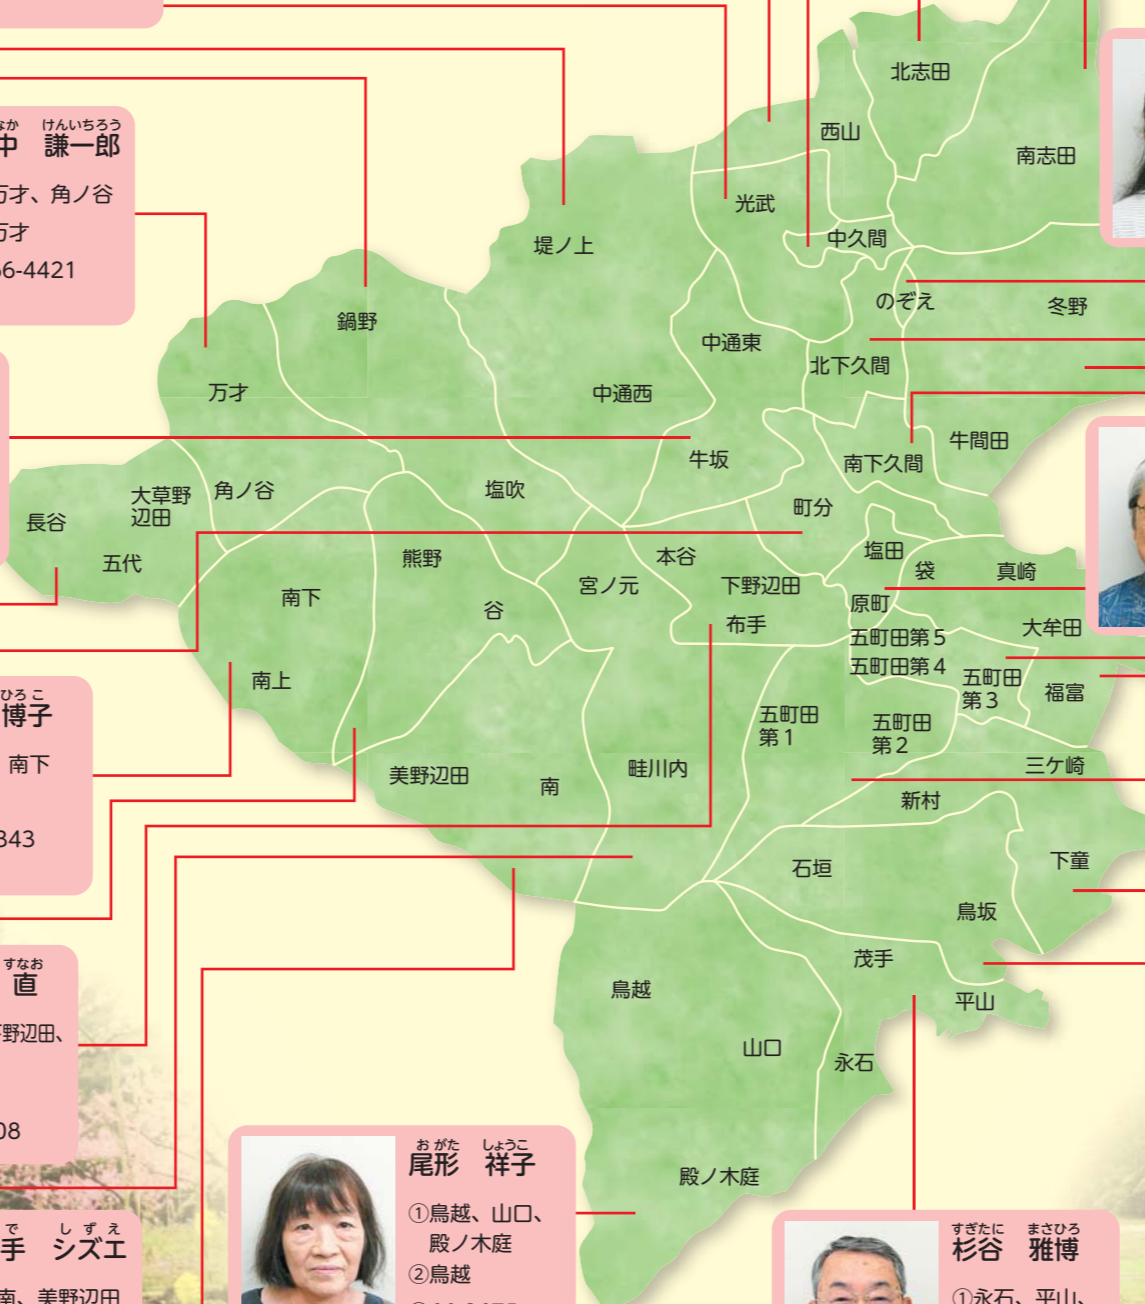 北志田
西山
南志田
光武
中久間
堤ノ上
のぞえ
冬野
鍋野
中通東
北下久間
万才
中通西
牛間田
牛坂
南下久間
角ノ谷
塩吹
大草野
辺田
町分
長谷
五代
塩田
熊野
本谷
袋
真崎
宮ノ元
下野辺田
南下
谷
原町
布手
大牟田
五町田第5
五町田第4
南上
五町田
第3
福富
五町田
第1
五町田
第2
三ケ崎
美野辺田
南
畦川内
新村
石垣
下童
鳥坂
茂手
鳥越
平山
山口
永石
殿ノ木庭
なか けんいちろう
中 謙一郎
万才、角ノ谷
万才
66-4421
ひろこ
博子
南下
343
すなお
直
下野辺田、
08
で しずえ
手 シズエ
南、美野辺田
おがた しょうこ
尾形 祥子
①鳥越、山口、
殿ノ木庭
②鳥越
すぎたに まさひろ
杉谷 雅博
①永石、平山、